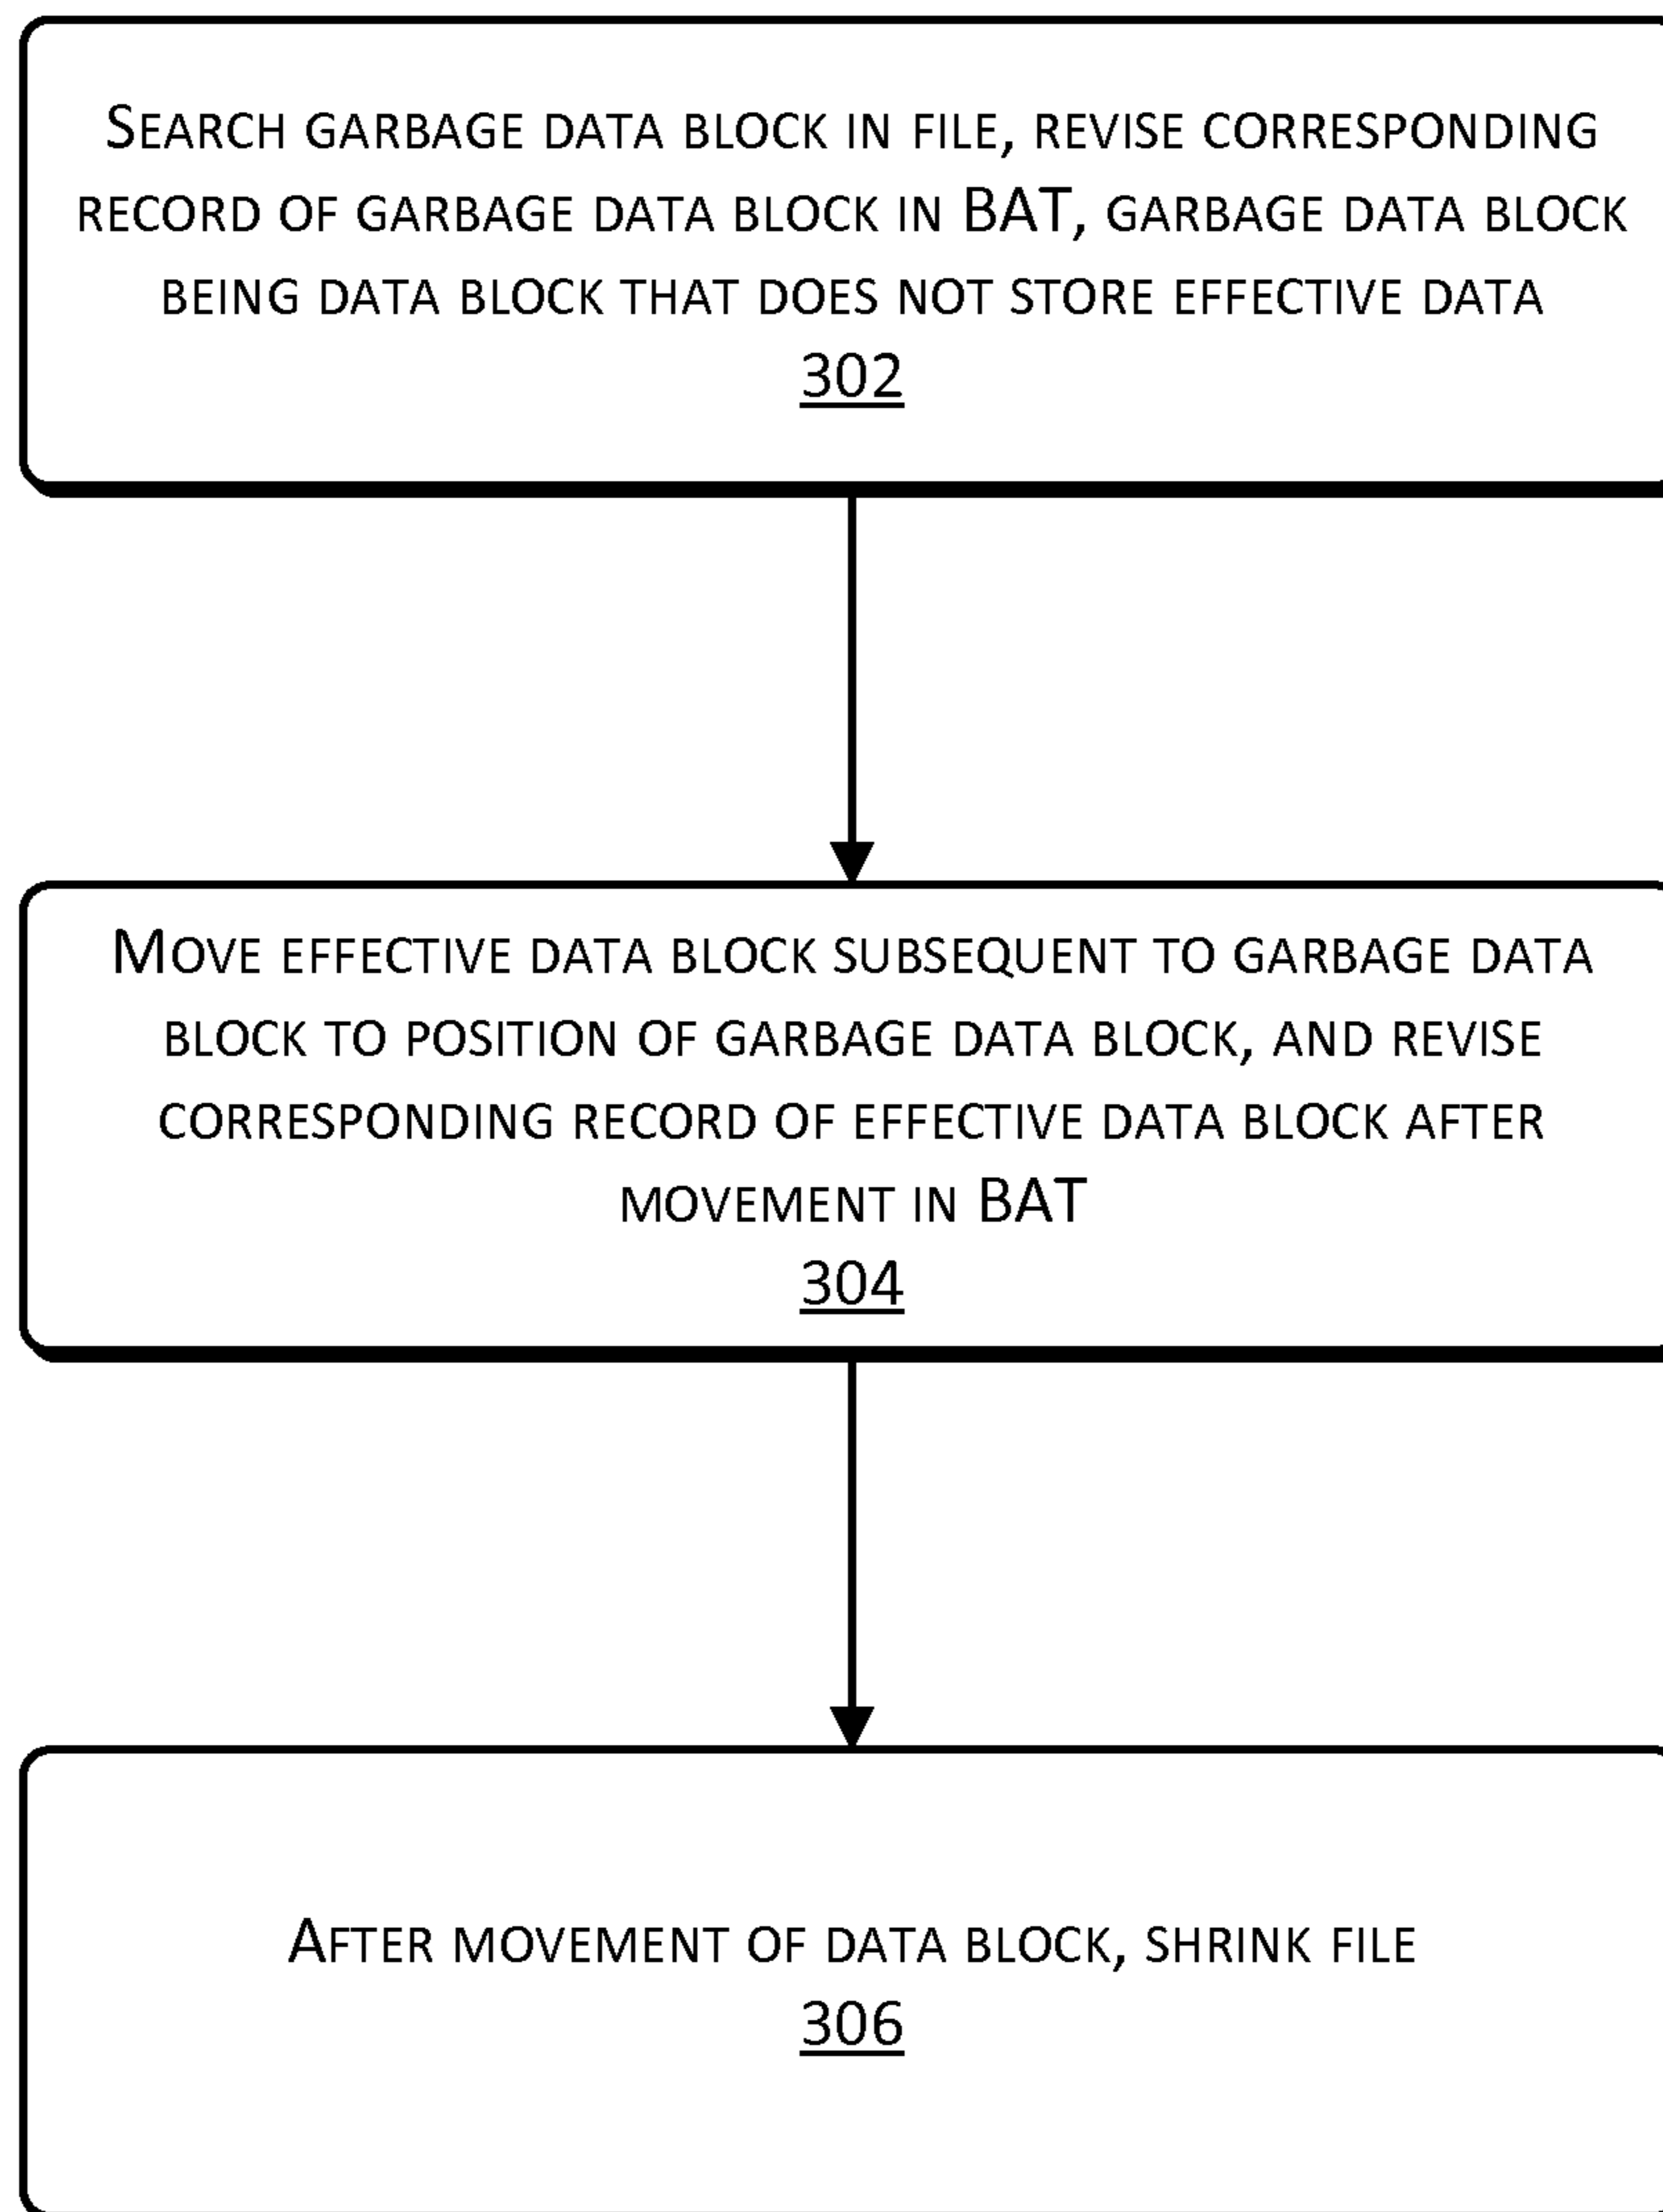 Search garbage data block in file, revise corresponding
record of garbage data block in BAT, garbage data block
being data block that does not store effective data
302
Move effective data block subsequent to garbage data
block to position of garbage data block, and revise
corresponding record of effective data block after
movement in BAT
304
After movement of data block, shrink file
306